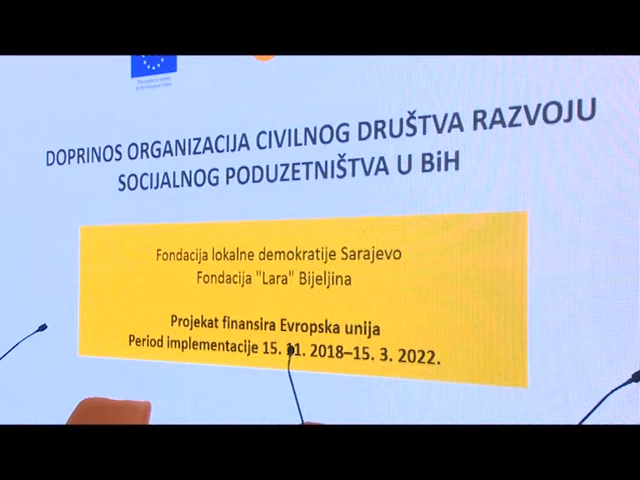 DOPRINOS ORGANIZACIJA CIVILNOG DRUŠTVA RAZVOJU
SOCIJALNOG PODUZETNIŠTVA U BiH
Fondacija lokalne demokratije Sarajevo
Fondacija "Lara" Bijeljina
Projekat finansira Evropska unija
Period implementacije 15. 11. 2018–15. 3. 2022.